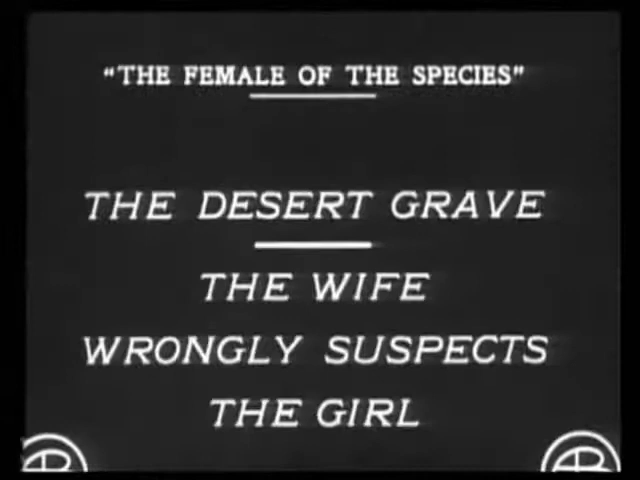 "THE FEMALE OF THE SPECIES"
THE DESERT GRAVE
THE WIFE
WRONGLY SUSPECTS
THE GIRL